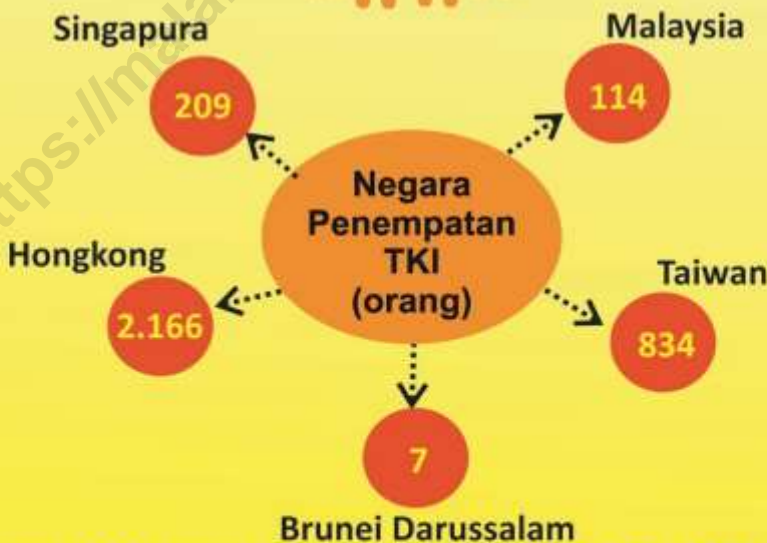 Singapura
209
Malaysia
114
Negara
Penempatan
TKI
(orang)
Hongkong
2.166
Taiwan
834
7
Brunei Darussalam